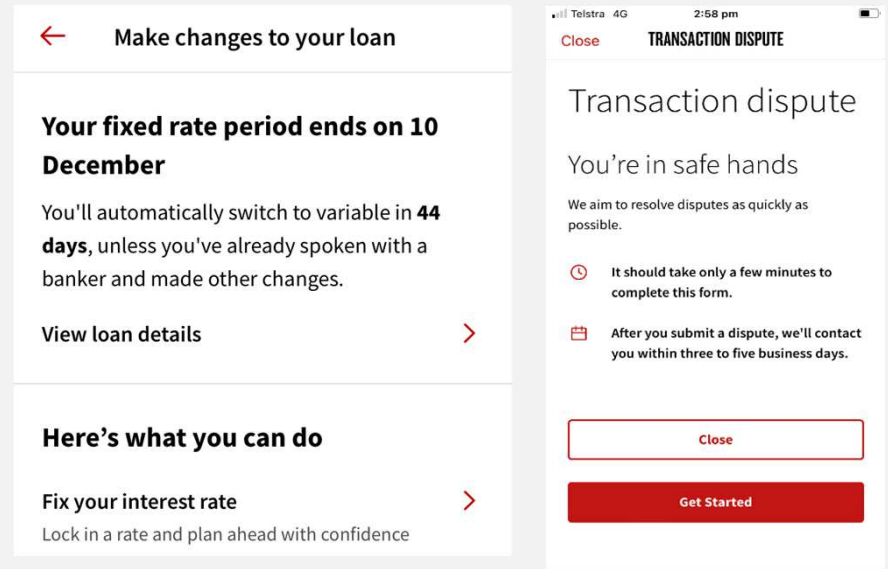 Make changes to your loan
Your fixed rate period ends on 10
December
You'll automatically switch to variable in 44
days, unless you've already spoken with a
banker and made other changes.
View loan details
Here’s what you can do
Fix your interest rate
Lock in a rate and plan ahead with confidence
Telstra 4G 2:58 pm
Close TRANSACTION DISPUTE
Transaction dispute
You’re in safe hands
We aim to resolve disputes as quickly as
possible.
It should take only a few minutes to
complete this form.
After you submit a dispute, we'll contact
you within three to five business days.
Close
Get Started